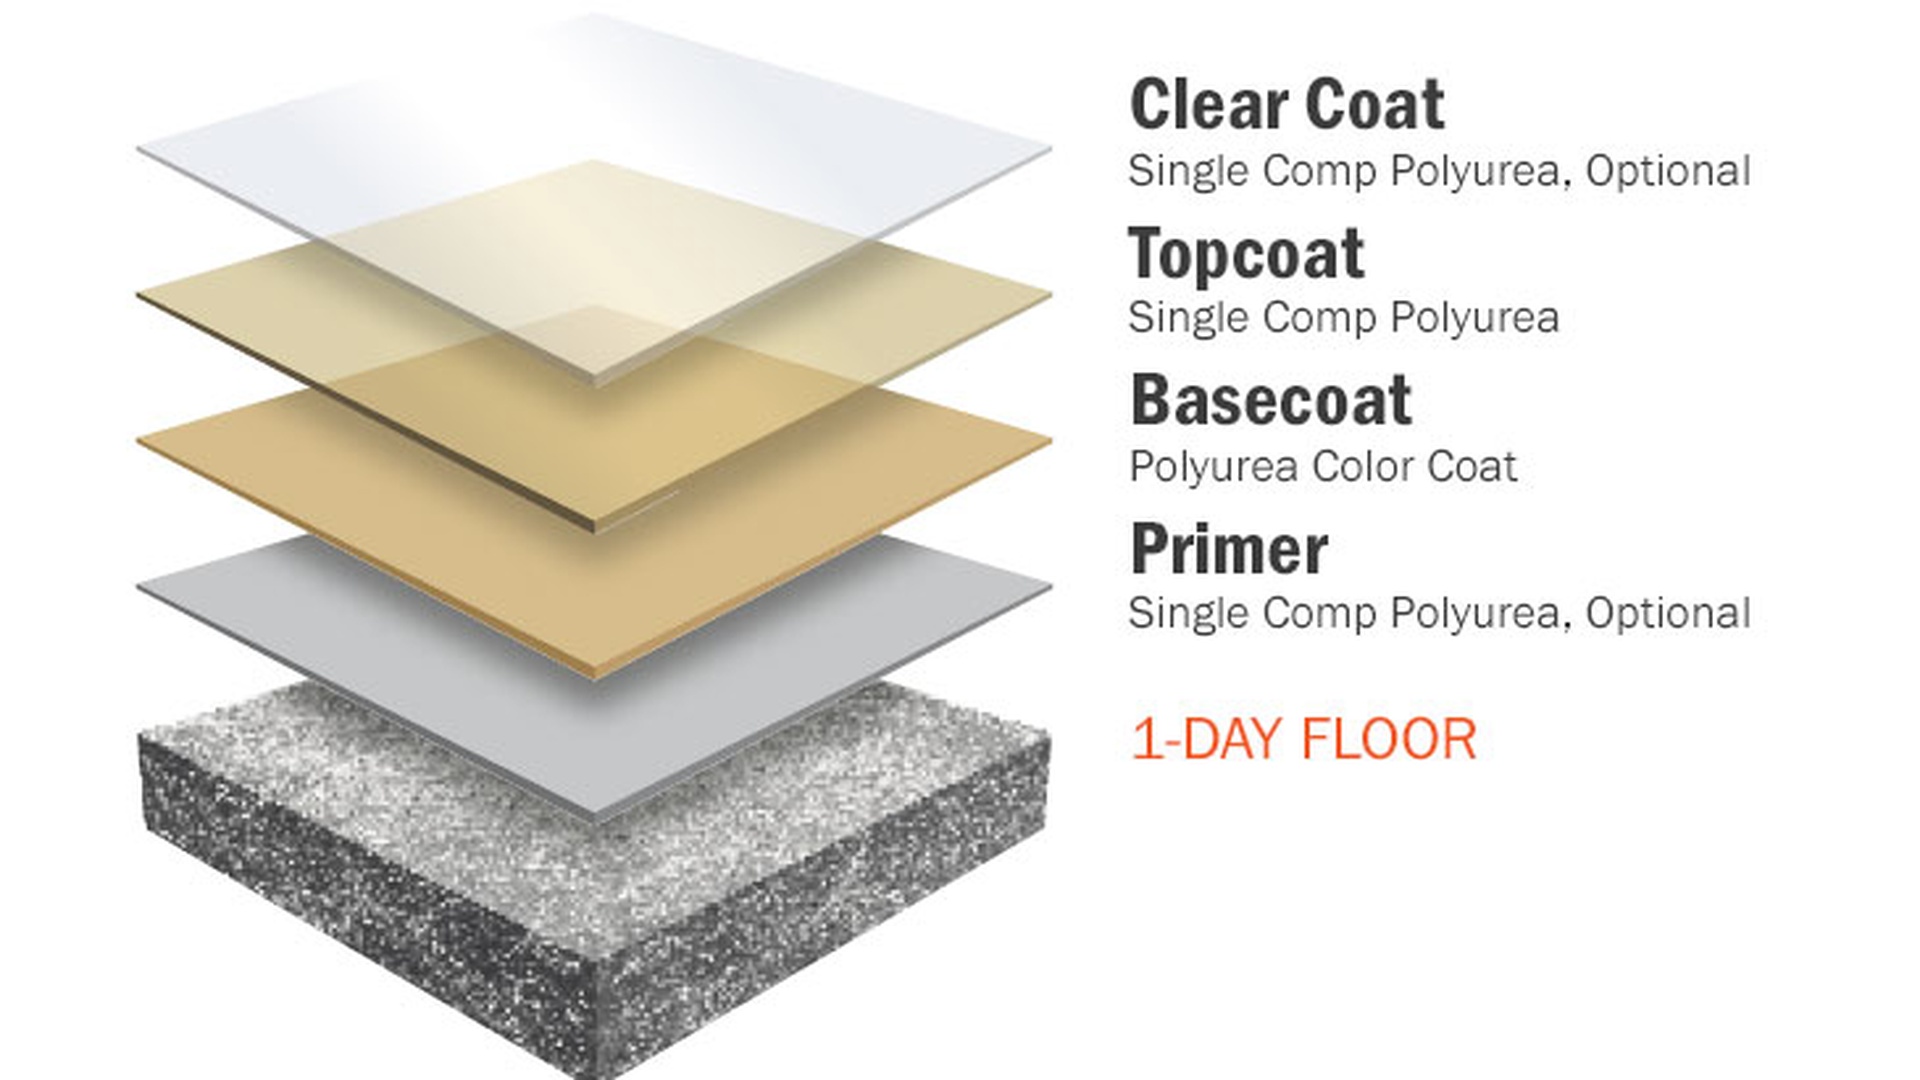 Clear Coat
Single Comp Polyurea, Optional
Topcoat
Single Comp Polyurea
Basecoat
Polyurea Color Coat
Primer
Single Comp Polyurea, Optional
1-DAY FLOOR